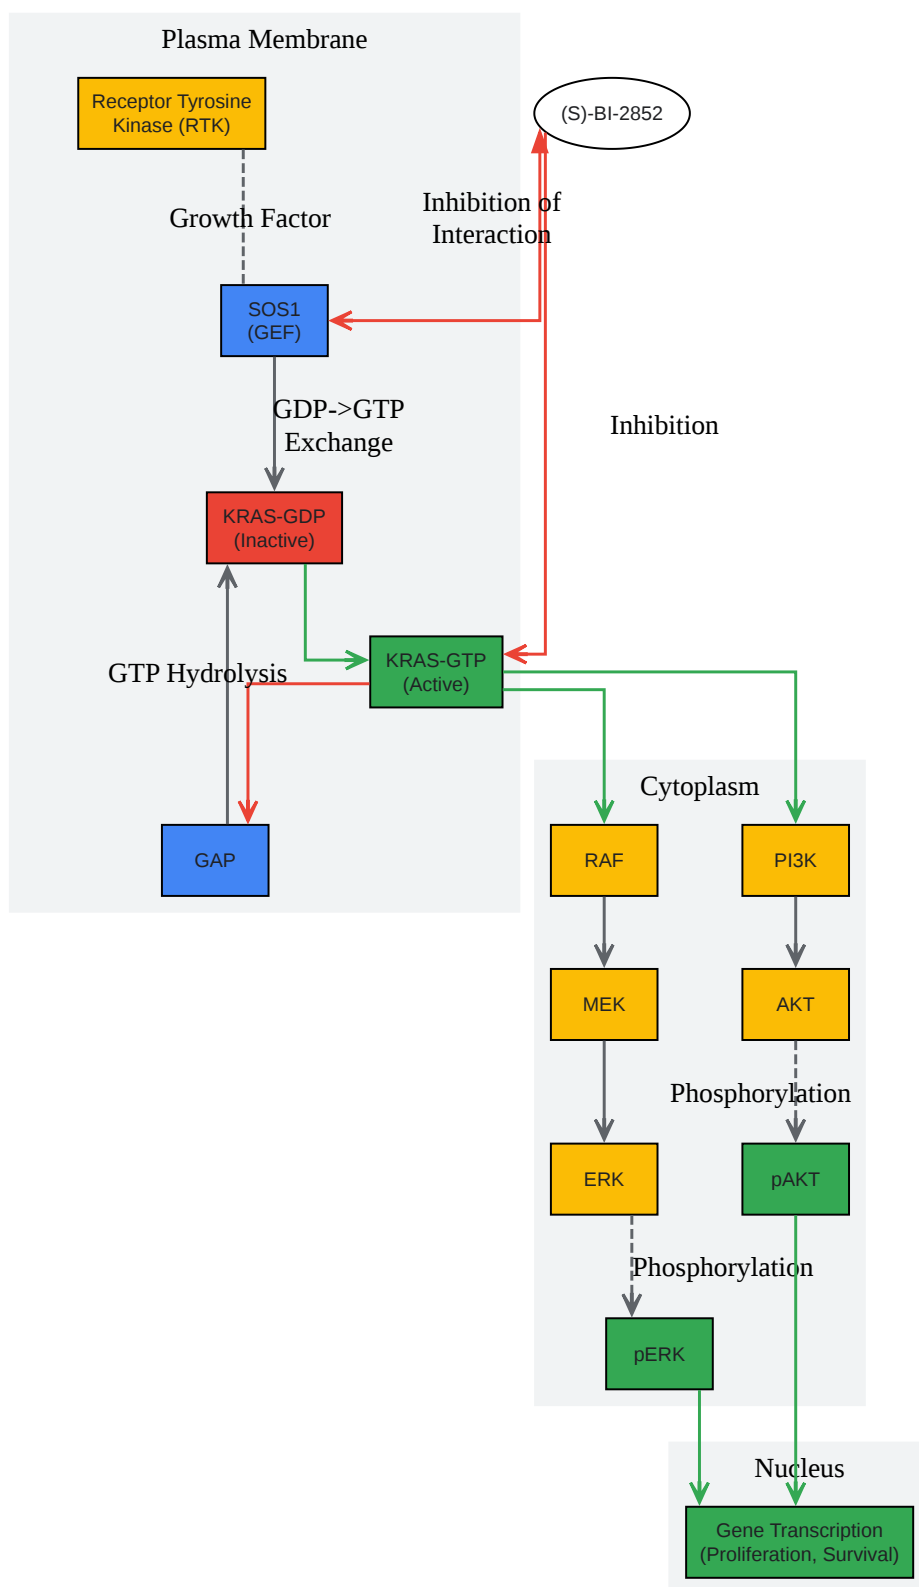 Plasma Membrane
Receptor Tyrosine
Kinase (RTK)
(S)-BI-2852
Inhibition of
Interaction
Growth Factor
SOS1
(GEF)
GDP->GTP
Exchange
Inhibition
KRAS-GDP
(Inactive)
KRAS-GTP
(Active)
GTP Hydrolysis
GAP
Cytoplasm
RAF
PI3K
MEK
AKT
Phosphorylation
ERK
pAKT
Phosphorylation
pERK
Nucleus
Gene Transcription
(Proliferation, Survival)